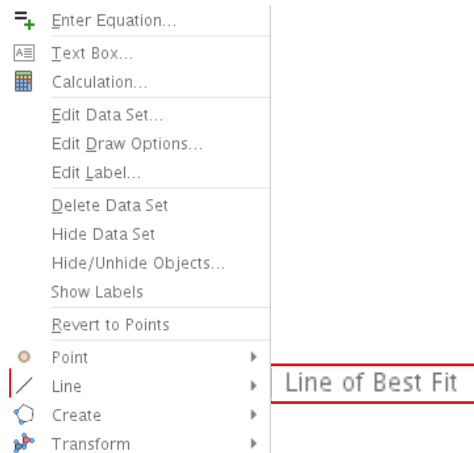 Enter Equation...
Text Box...
Calculation...
Edit Data Set...
Edit Draw Options...
Edit Label...
Delete Data Set
Hide Data Set
Hide/Unhide Objects...
Show Labels
Revert to Points
Point
Line
Line of Best Fit
Create
Transform